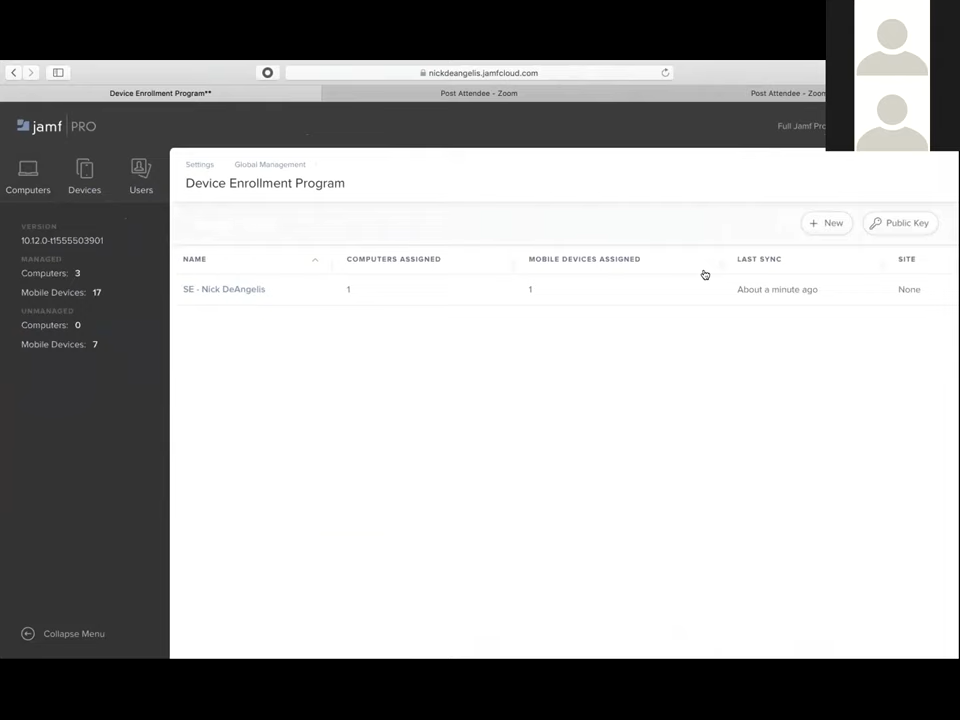 nickdeangelis.jamfcloud.com
Device Enrollment Program**
Post Attendee - Zoom
Post Attendee - Zoom
jamf PRO
Full Jamf Pro
Computers
Devices
Users
VERSION
10.12.0-t1555503901
MANAGED
Computers: 3
Mobile Devices: 17
UNMANAGED
Computers: 0
Mobile Devices: 7
Collapse Menu
Settings Global Management
Device Enrollment Program
New
Public Key
NAME COMPUTERS ASSIGNED MOBILE DEVICES ASSIGNED LAST SYNC SITE
SE - Nick DeAngelis 1 1 About a minute ago None